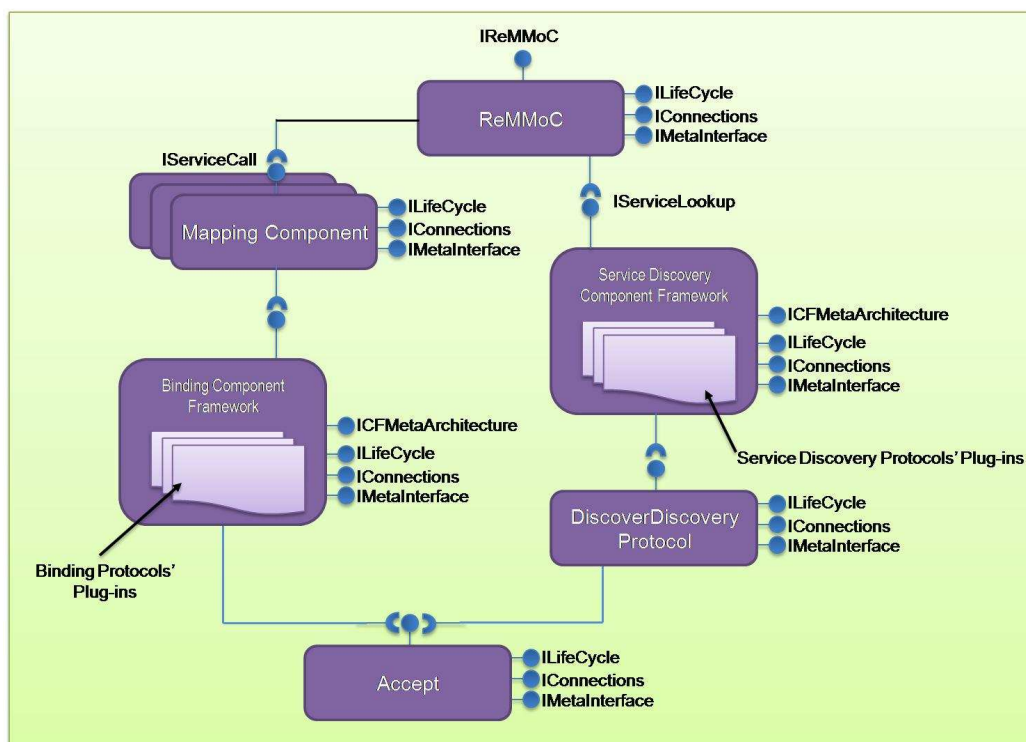 IReMMoC
ReMMoC
ILifeCycle
IConnections
IMetaInterface
IServiceCall
Mapping Component
ILifeCycle
IConnections
IMetaInterface
IServiceLookup
Service Discovery
Component Framework
ICFMetaArchitecture
ILifeCycle
IConnections
IMetaInterface
Service Discovery Protocols' Plug-ins
Binding Component
Framework
ICFMetaArchitecture
ILifeCycle
IConnections
IMetaInterface
Binding Protocols'
Plug-ins
DiscoverDiscovery
Protocol
ILifeCycle
IConnections
IMetaInterface
Accept
ILifeCycle
IConnections
IMetaInterface